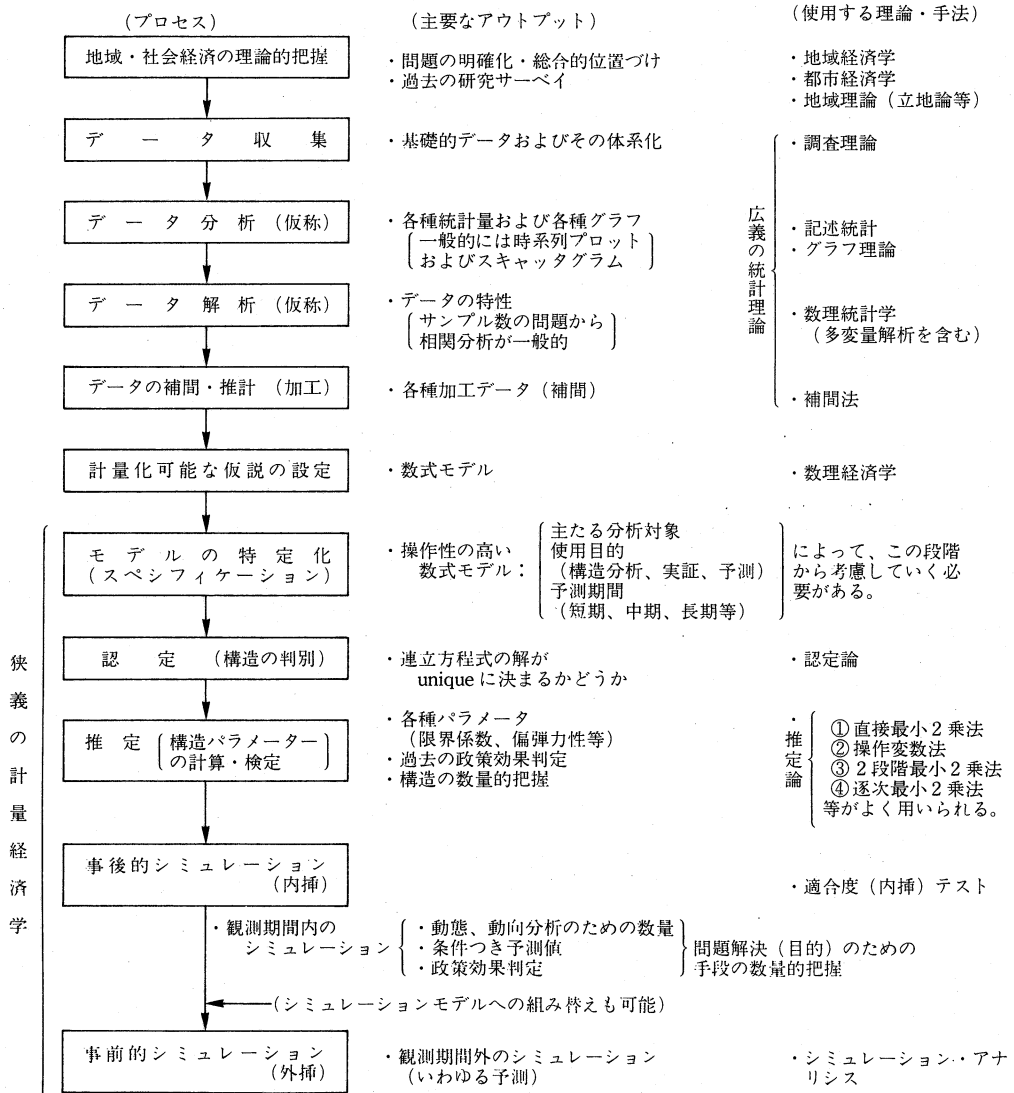 (プロセス)
(主要なアウトプット)
(使用する理論・手法)
地域・社会経済の理論的把握
・問題の明確化・総合的位置づけ
・過去の研究サーベイ
・地域経済学
・都市経済学
・地域理論(立地論等)
データ収集
・基礎的データおよびその体系化
・調査理論
広義の統計理論
データ分析(仮称)
・各種統計量および各種グラフ
一般的には時系列プロット
およびスキャッタグラム
・記述統計
・グラフ理論
データ解析(仮称)
・データの特性
サンプル数の問題から
相関分析が一般的
・数理統計学
(多変量解析を含む)
データの補間・推計(加工)
・各種加工データ(補間)
・補間法
計量化可能な仮説の設定
・数式モデル
・数理経済学
狭義の計量経済学
モデルの特定化
(スペシフィケーション)
・操作性の高い
数式モデル:
主たる分析対象
使用目的
(構造分析、実証、予測)
予測期間
(短期、中期、長期等)
によって、この段階
から考慮していく必
要がある。
認定(構造の判別)
・連立方程式の解が
uniqueに決まるかどうか
・認定論
推定
構造パラメーター
の計算・検定
・各種パラメータ
(限界係数、偏弾力性等)
・過去の政策効果判定
・構造の数量的把握
・推定論
①直接最小2乗法
②操作変数法
③2段階最小2乗法
④逐次最小2乗法
等がよく用いられる。
事後的シミュレーション
(内挿)
・適合度(内挿)テスト
・観測期間内の
シミュレーション
・動態、動向分析のための数量
・条件つき予測値
・政策効果判定
問題解決(目的)のための
手段の数量的把握
(シミュレーションモデルへの組み替えも可能)
事前的シミュレーション
(外挿)
・観測期間外のシミュレーション
(いわゆる予測)
・シミュレーション・アナ
リシス